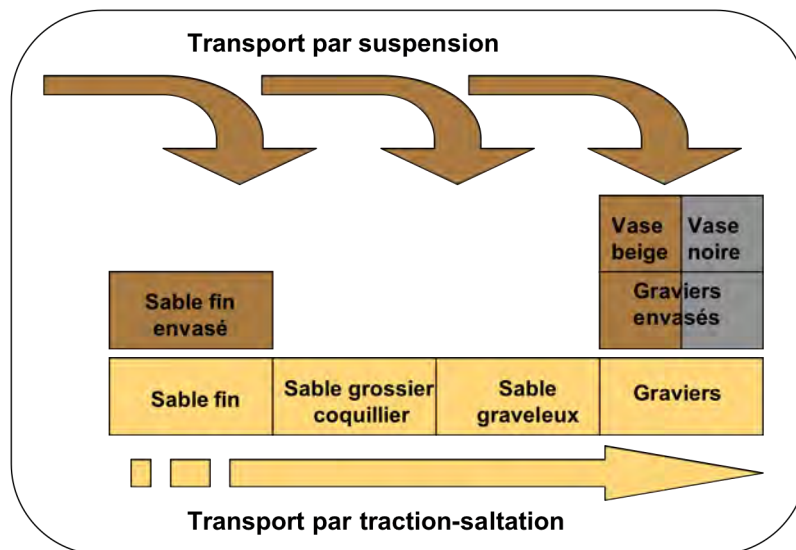 Transport par suspension
Vase
beige
Vase
noire
Sable fin
envasé
Graviers
envasés
Sable fin
Sable grossier
coquillier
Sable
graveleux
Graviers
Transport par traction-saltation